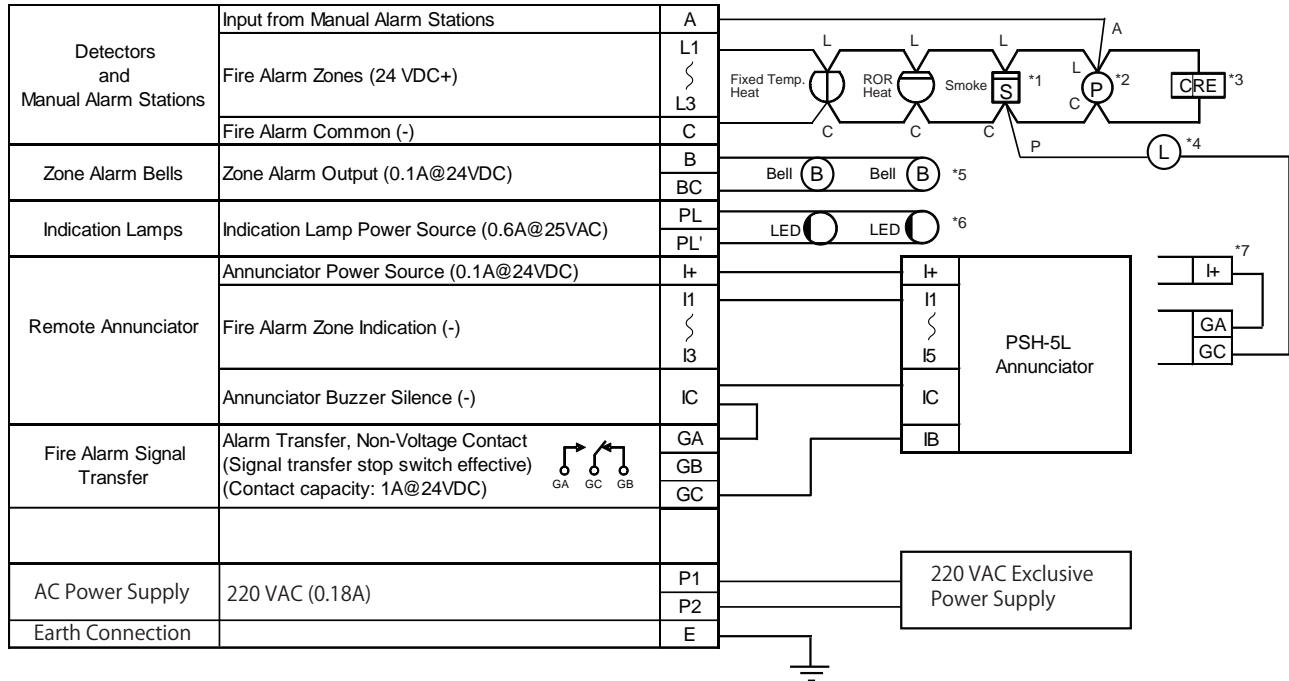 Detectors
and
Manual Alarm Stations
Input from Manual Alarm Stations
A
Fire Alarm Zones (24 VDC+)
L1
L3
Fire Alarm Common (-)
C
Zone Alarm Bells
Zone Alarm Output (0.1A@24VDC)
B
BC
Indication Lamps
Indication Lamp Power Source (0.6A@25VAC)
PL
PL'
Remote Annunciator
Annunciator Power Source (0.1A@24VDC)
I+
Fire Alarm Zone Indication (-)
I1
I3
Annunciator Buzzer Silence (-)
IC
Fire Alarm Signal
Transfer
Alarm Transfer, Non-Voltage Contact
(Signal transfer stop switch effective)
(Contact capacity: 1A@24VDC)
GA GC GB
GA
GB
GC
AC Power Supply
220 VAC (0.18A)
P1
P2
Earth Connection
E
A
L L L
L
Fixed Temp.
Heat
ROR
Heat
Smoke
S
*1
P
*2
CRE
*3
C C C
C
P
L
*4
Bell B Bell B *5
LED LED *6
I+
I1
I5
IC
IB
PSH-5L
Annunciator
*7
I+
GA
GC
220 VAC Exclusive
Power Supply